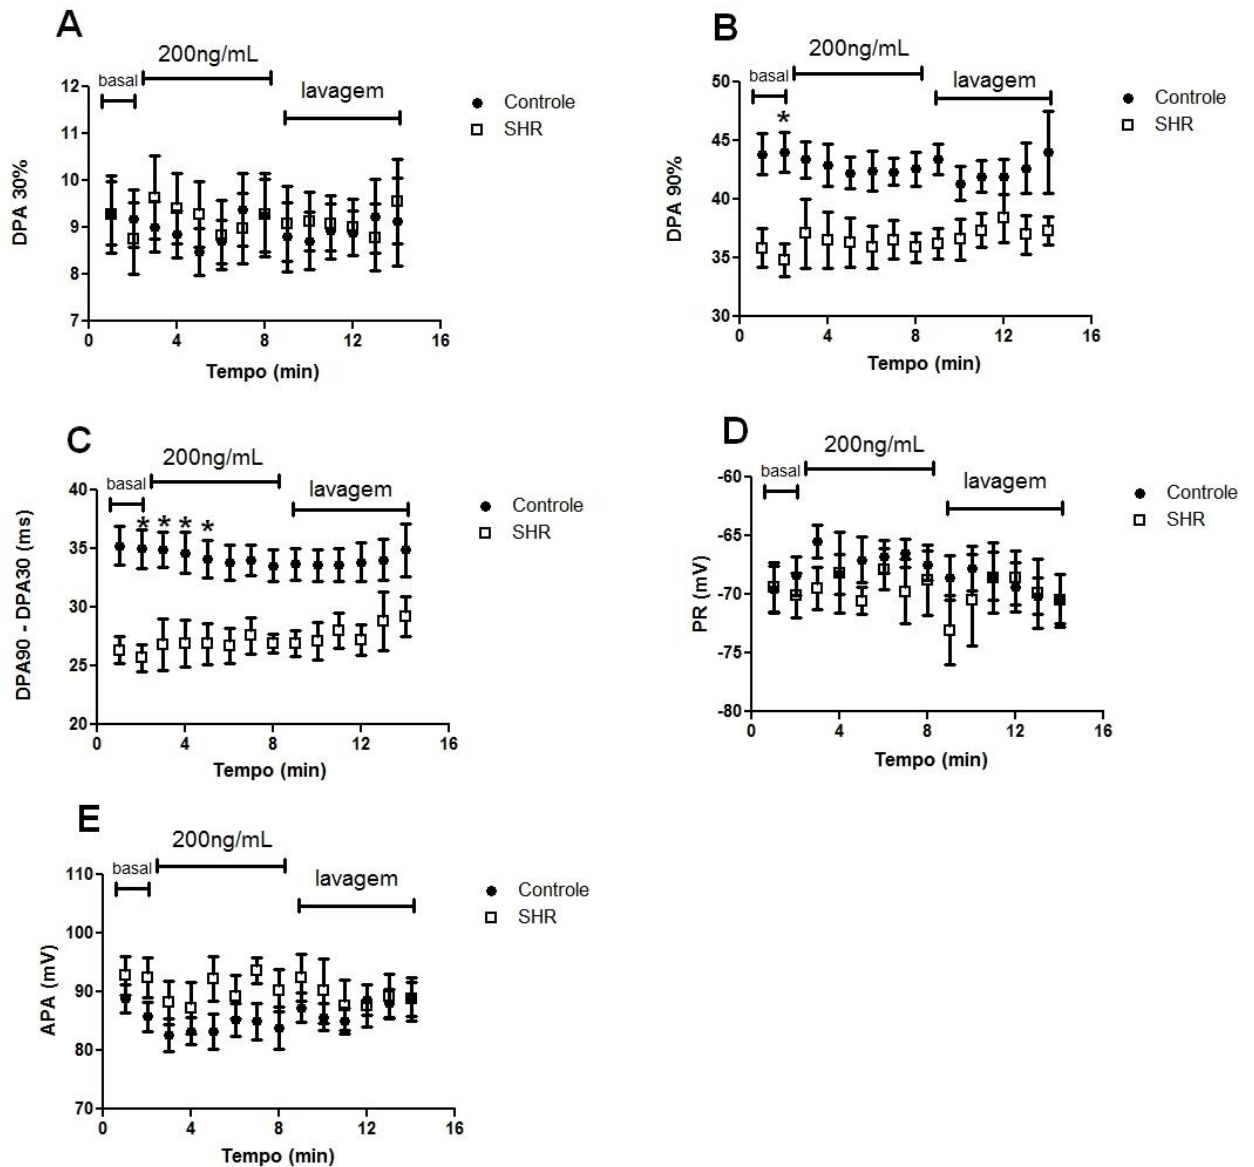 A
200ng/mL
basal
lavagem
Controle
SHR
DPA 30%
12
11
10
9
8
7
0 4 8 12 16
Tempo (min)
B
200ng/mL
basal
lavagem
*
Controle
SHR
DPA 90%
50
45
40
35
30
0 4 8 12 16
Tempo (min)
C
200ng/mL
basal
lavagem
* * * *
Controle
SHR
DPA90 - DPA30 (ms)
40
35
30
25
20
0 4 8 12 16
Tempo (min)
D
200ng/mL
basal
lavagem
Controle
SHR
PR (mV)
-60
-65
-70
-75
-80
0 4 8 12 16
Tempo (min)
E
200ng/mL
basal
lavagem
Controle
SHR
APA (mV)
110
100
90
80
70
0 4 8 12 16
Tempo (min)